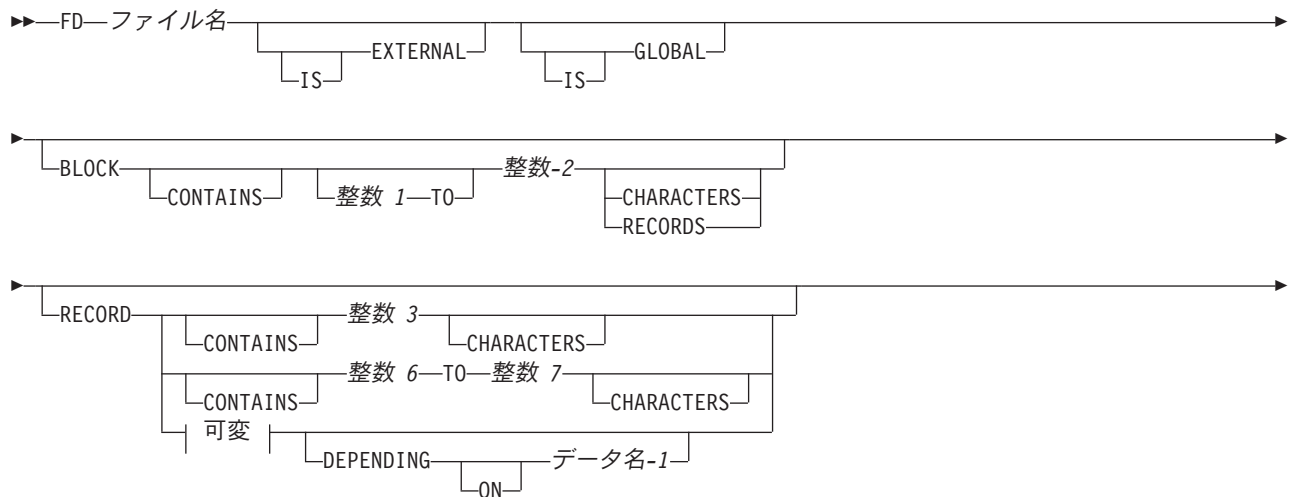 FD ファイル名
EXTERNAL GLOBAL
IS IS
BLOCK 整数-2
CONTAINS 整数 1 TO CHARACTERS
RECORDS
RECORD 整数 3
CONTAINS CHARACTERS
整数 6 TO 整数 7
CONTAINS CHARACTERS
可変
DEPENDING データ名-1
ON